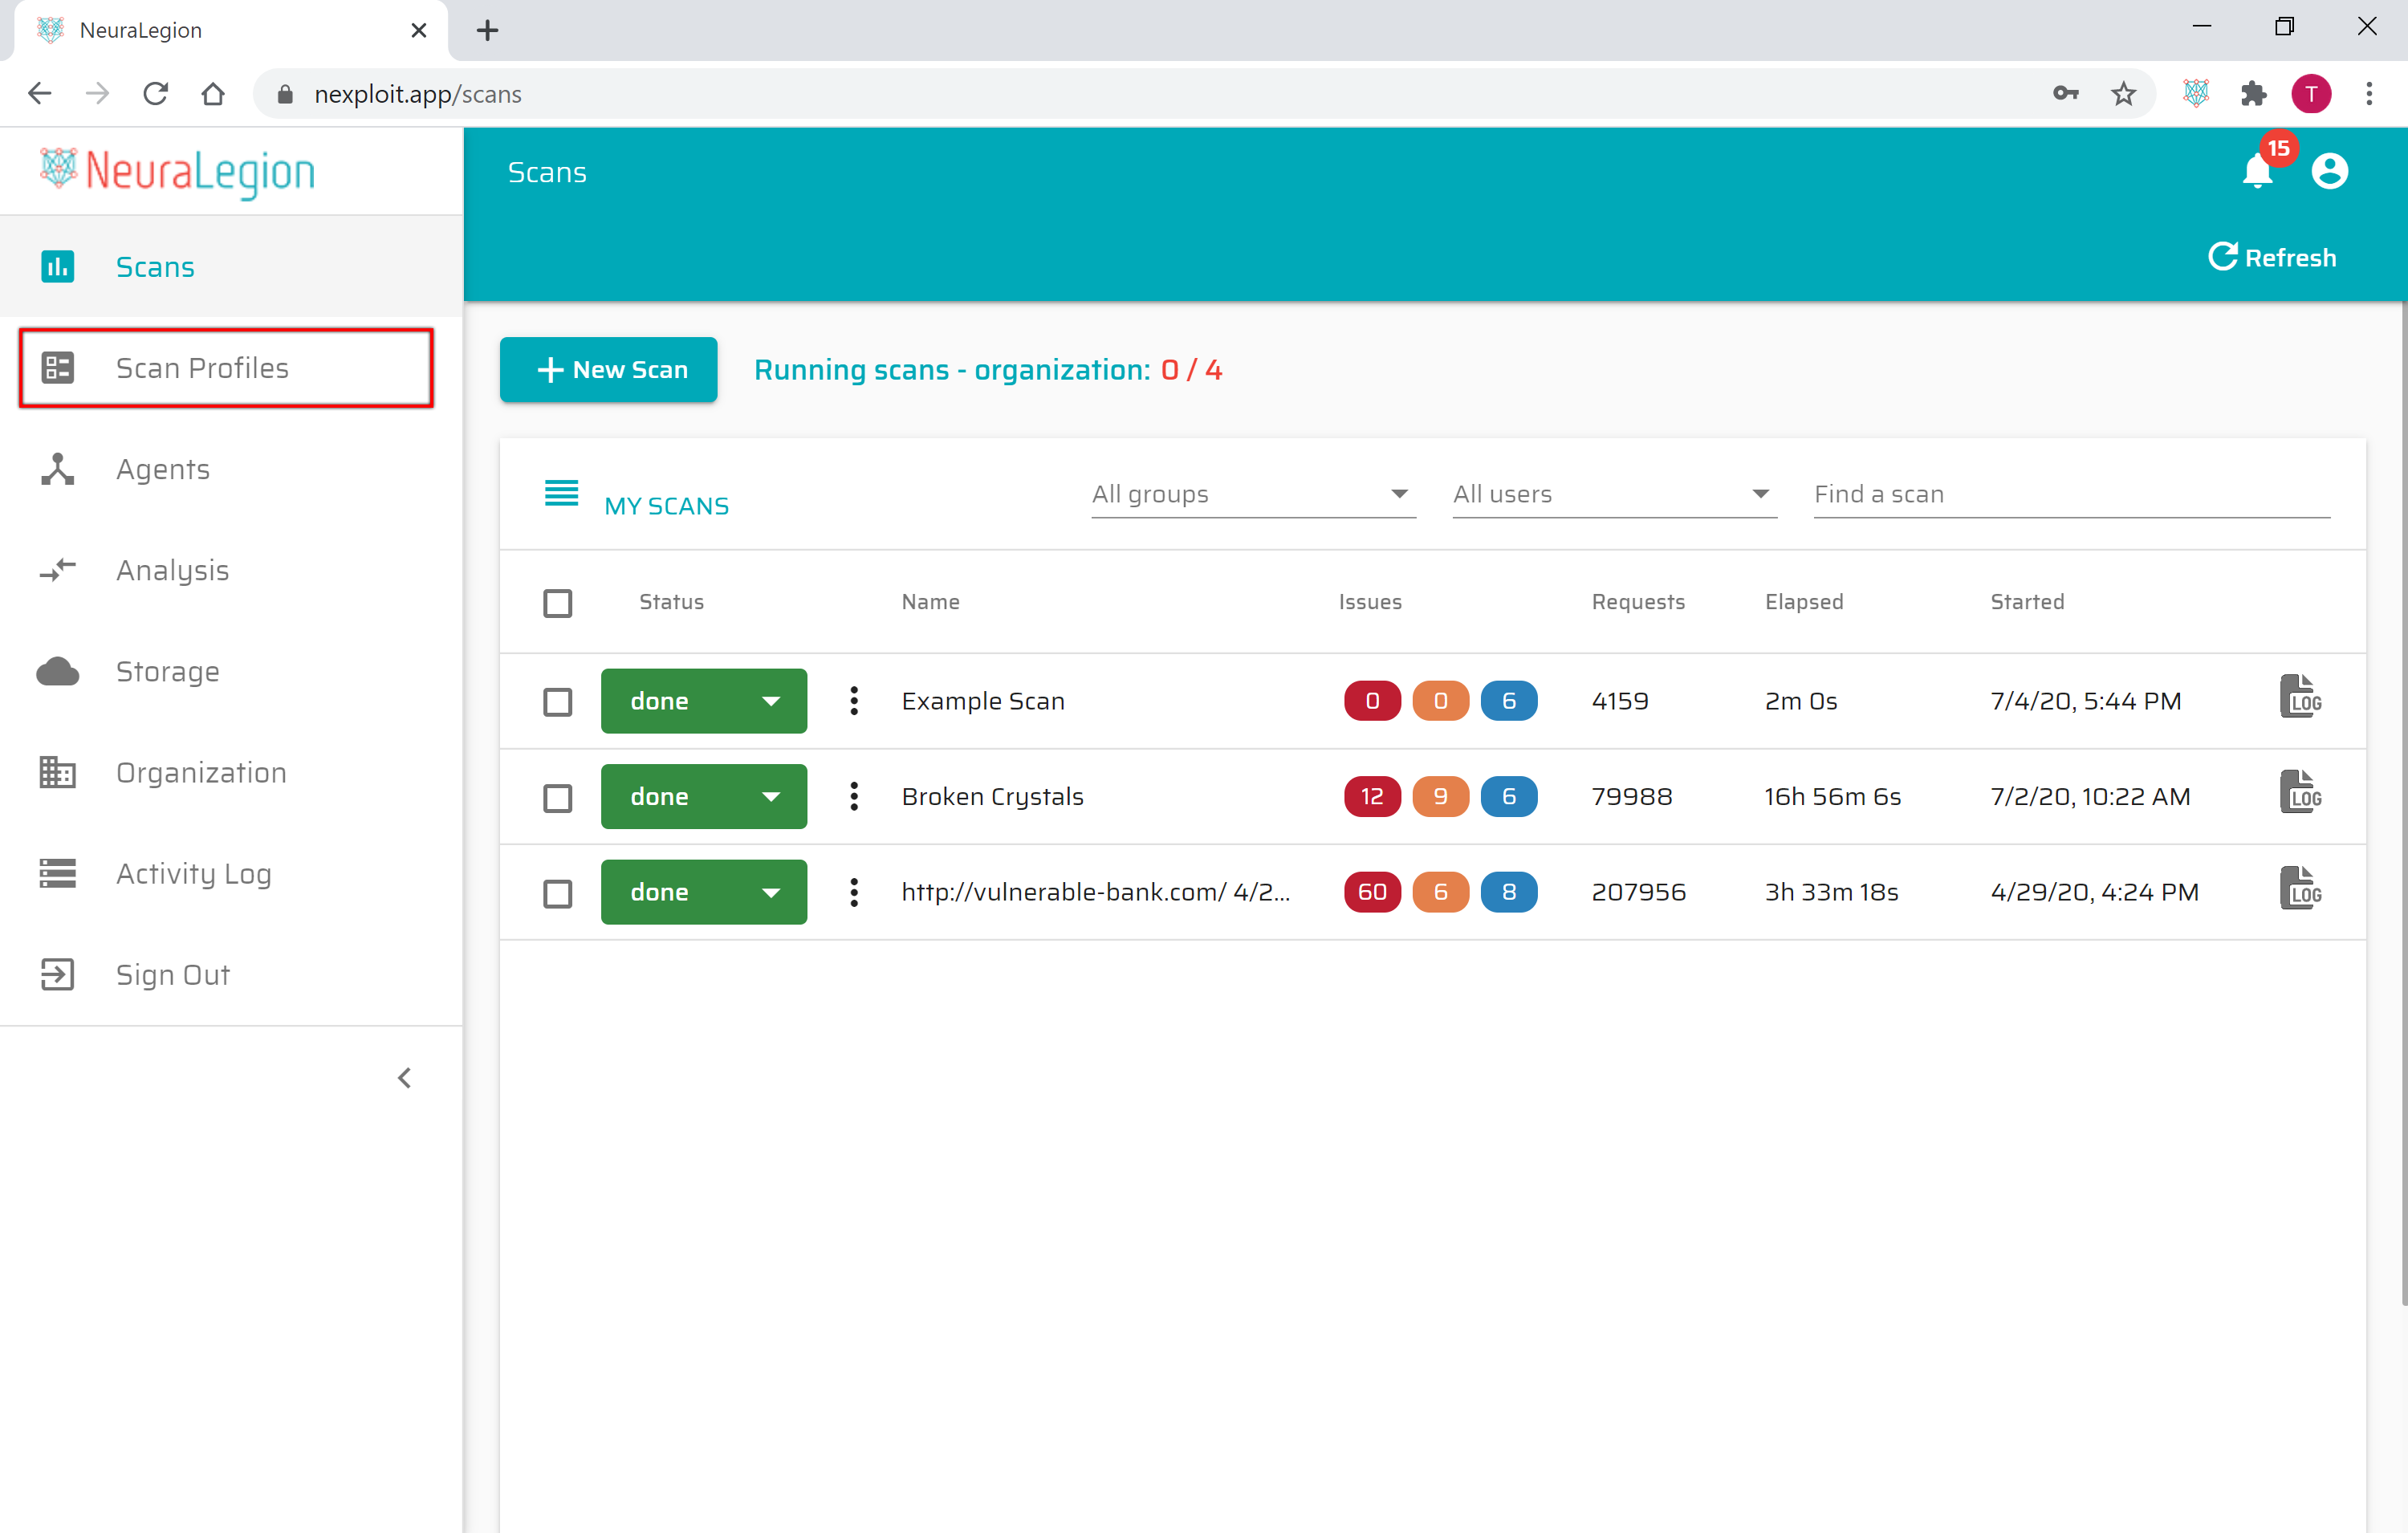 NeuraLegion
nexploit.app/scans
T
NeuraLegion
Scans
15
Refresh
Scans
Scan Profiles
Agents
Analysis
Storage
Organization
Activity Log
Sign Out
New Scan
Running scans - organization: 0 / 4
MY SCANS All groups All users Find a scan
Status Name Issues Requests Elapsed Started
done Example Scan 0 0 6 4159 2m 0s 7/4/20, 5:44 PM LOG
done Broken Crystals 12 9 6 79988 16h 56m 6s 7/2/20, 10:22 AM LOG
done http://vulnerable-bank.com/ 4/2... 60 6 8 207956 3h 33m 18s 4/29/20, 4:24 PM LOG